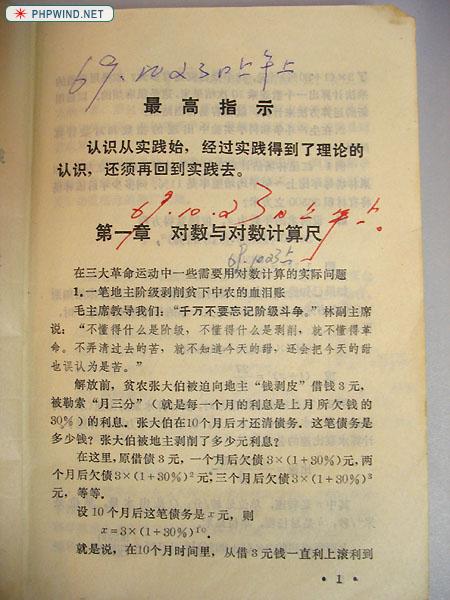 PHPWIND.NET
69.10.23日上午上
最高指示
认识从实践始，经过实践得到了理论的
认识，还须再回到实践去。
69.10.23日上午上。
第一章 对数与对数计算尺
69.10.23上
在三大革命运动中一些需要用对数计算的实际问题
1.一笔地主阶级剥削贫下中农的血泪账
毛主席教导我们：“千万不要忘记阶级斗争。”林副主席
说：“不懂得什么是阶级，不懂得什么是剥削，就不懂得革
命。不弄清过去的苦，就不知道今天的甜，还会把今天的甜
也误认为是苦。”
解放前，贫农张大伯被迫向地主“钱剥皮”借钱3元，
被勒索“月三分”（就是每一个月的利息是上月所欠钱的
30%）的利息。张大伯在10个月后才还清债务。这笔债务是
多少钱？张大伯被地主剥削了多少元利息？
在这里，原借债3元，一个月后欠债3×(1+30%)元，两
个月后欠债3×(1+30%)²元，三个月后欠债3×(1+30%)³
元，等等。
设10个月后这笔债务是x元，则
x=3×(1+30%)¹⁰.
就是说，在10个月时间里，从借3元钱一直利上滚利到
·1·